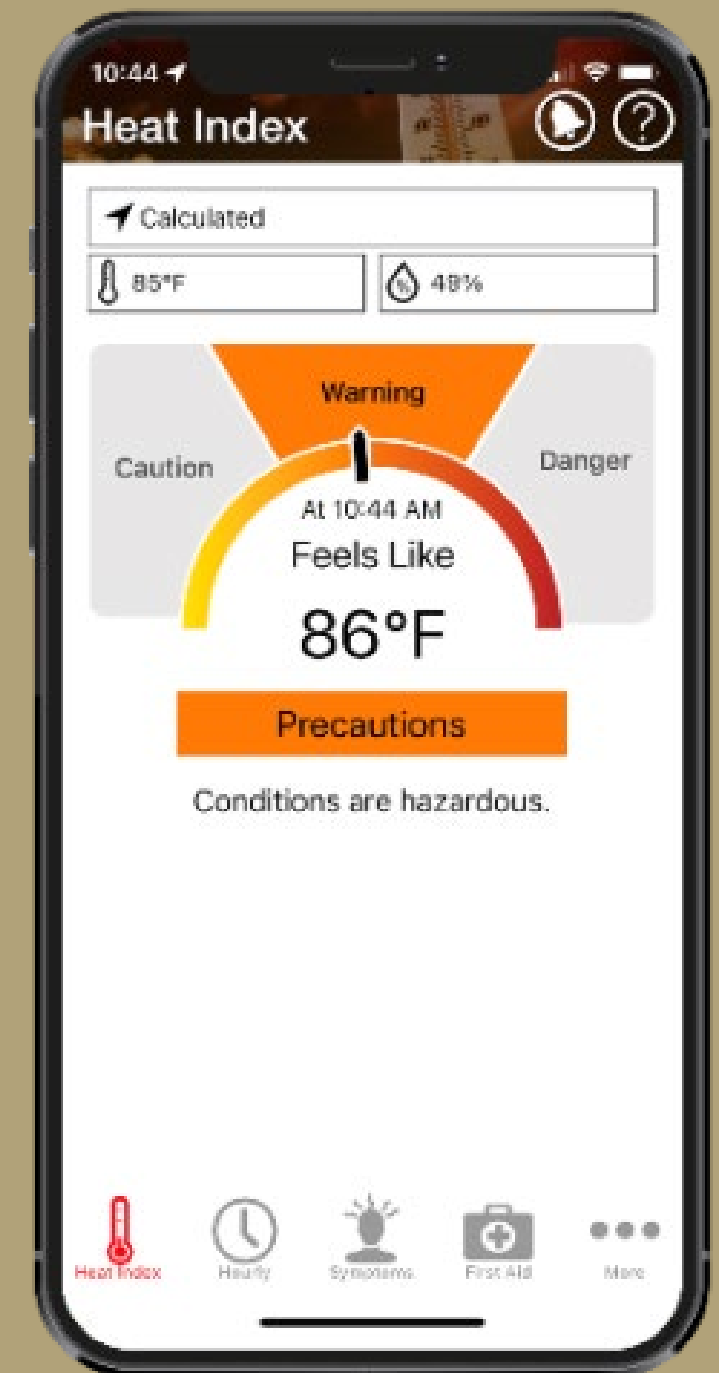 10:44
Heat Index
?
Calculated
85°F
49%
Caution
Warning
Danger
At 10:44 AM
Feels Like
86°F
Precautions
Conditions are hazardous.
Heat Index
Hourly
Symptoms
First Aid
More